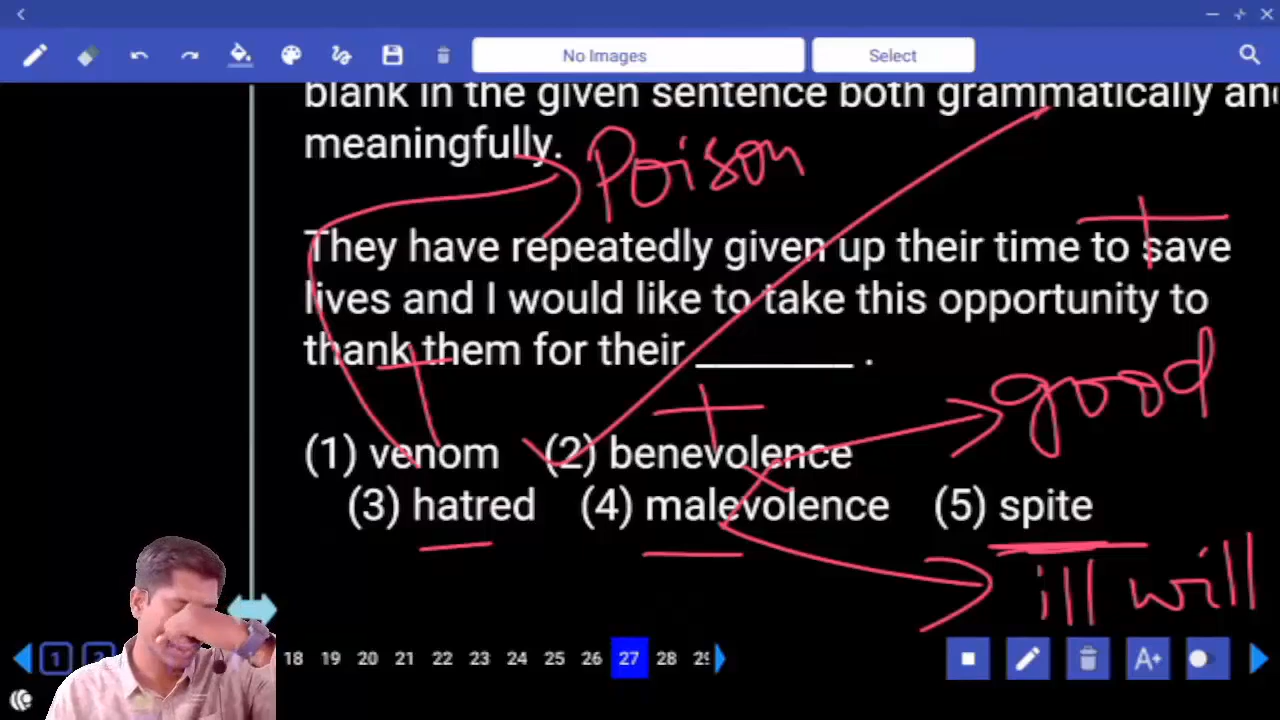 No Images
Select
blank in the given sentence both grammatically and
meaningfully.
Poison
They have repeatedly given up their time to save
lives and I would like to take this opportunity to
thank them for their ________ .
good
(1) venom (2) benevolence
(3) hatred (4) malevolence (5) spite
ill will
1 2 18 19 20 21 22 23 24 25 26 27 28
A+